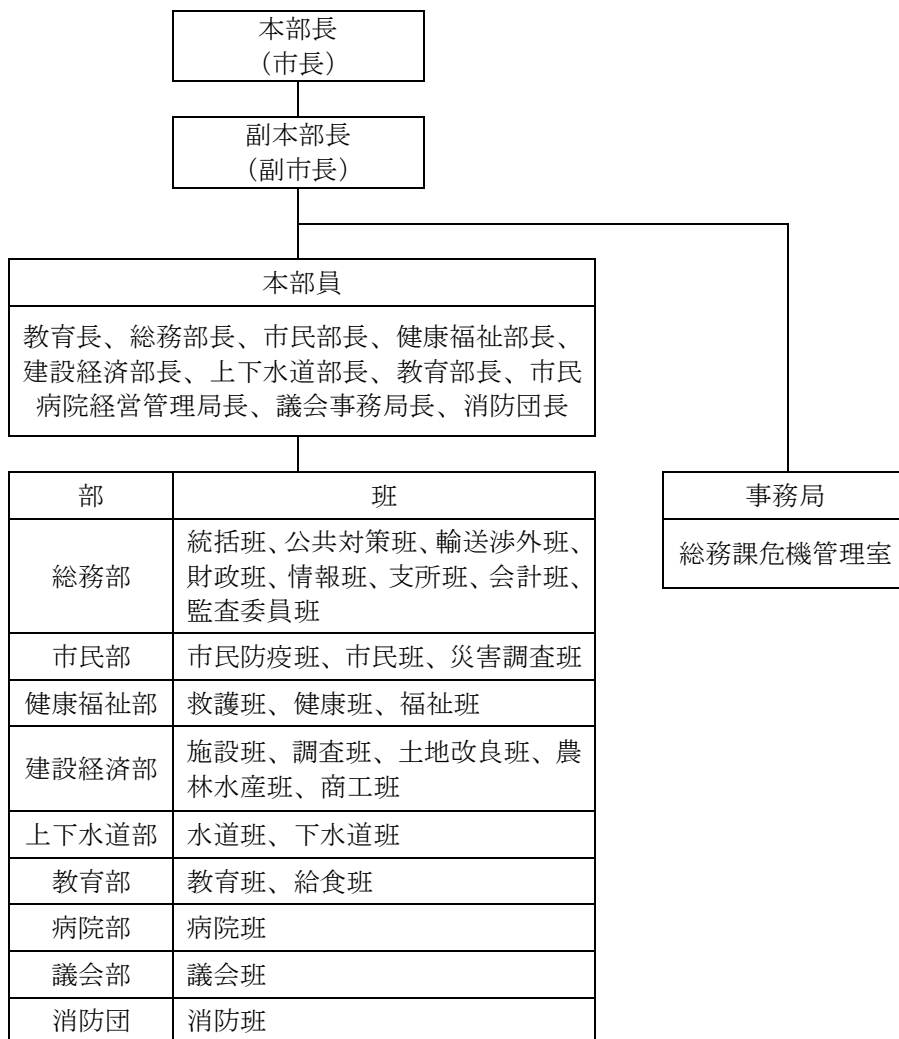 本部長
（市長）
副本部長
（副市長）
本部員
教育長、総務部長、市民部長、健康福祉部長、
建設経済部長、上下水道部長、教育部長、市民
病院経営管理局長、議会事務局長、消防団長
部
班
総務部
統括班、公共対策班、輸送渉外班、
財政班、情報班、支所班、会計班、
監査委員班
市民部
市民防疫班、市民班、災害調査班
健康福祉部
救護班、健康班、福祉班
建設経済部
施設班、調査班、土地改良班、農
林水産班、商工班
上下水道部
水道班、下水道班
教育部
教育班、給食班
病院部
病院班
議会部
議会班
消防団
消防班
事務局
総務課危機管理室